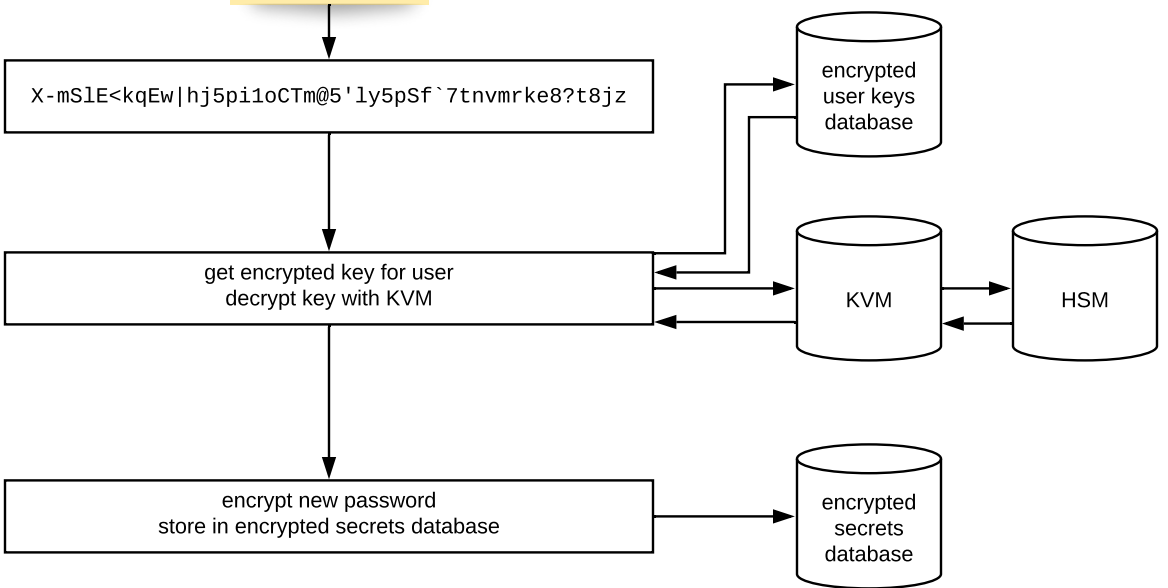 X-mSlE<kqEw|hj5pi1oCTm@5'ly5pSf`7tnvmrke8?t8jz
encrypted
user keys
database
get encrypted key for user
decrypt key with KVM
KVM
HSM
encrypt new password
store in encrypted secrets database
encrypted
secrets
database